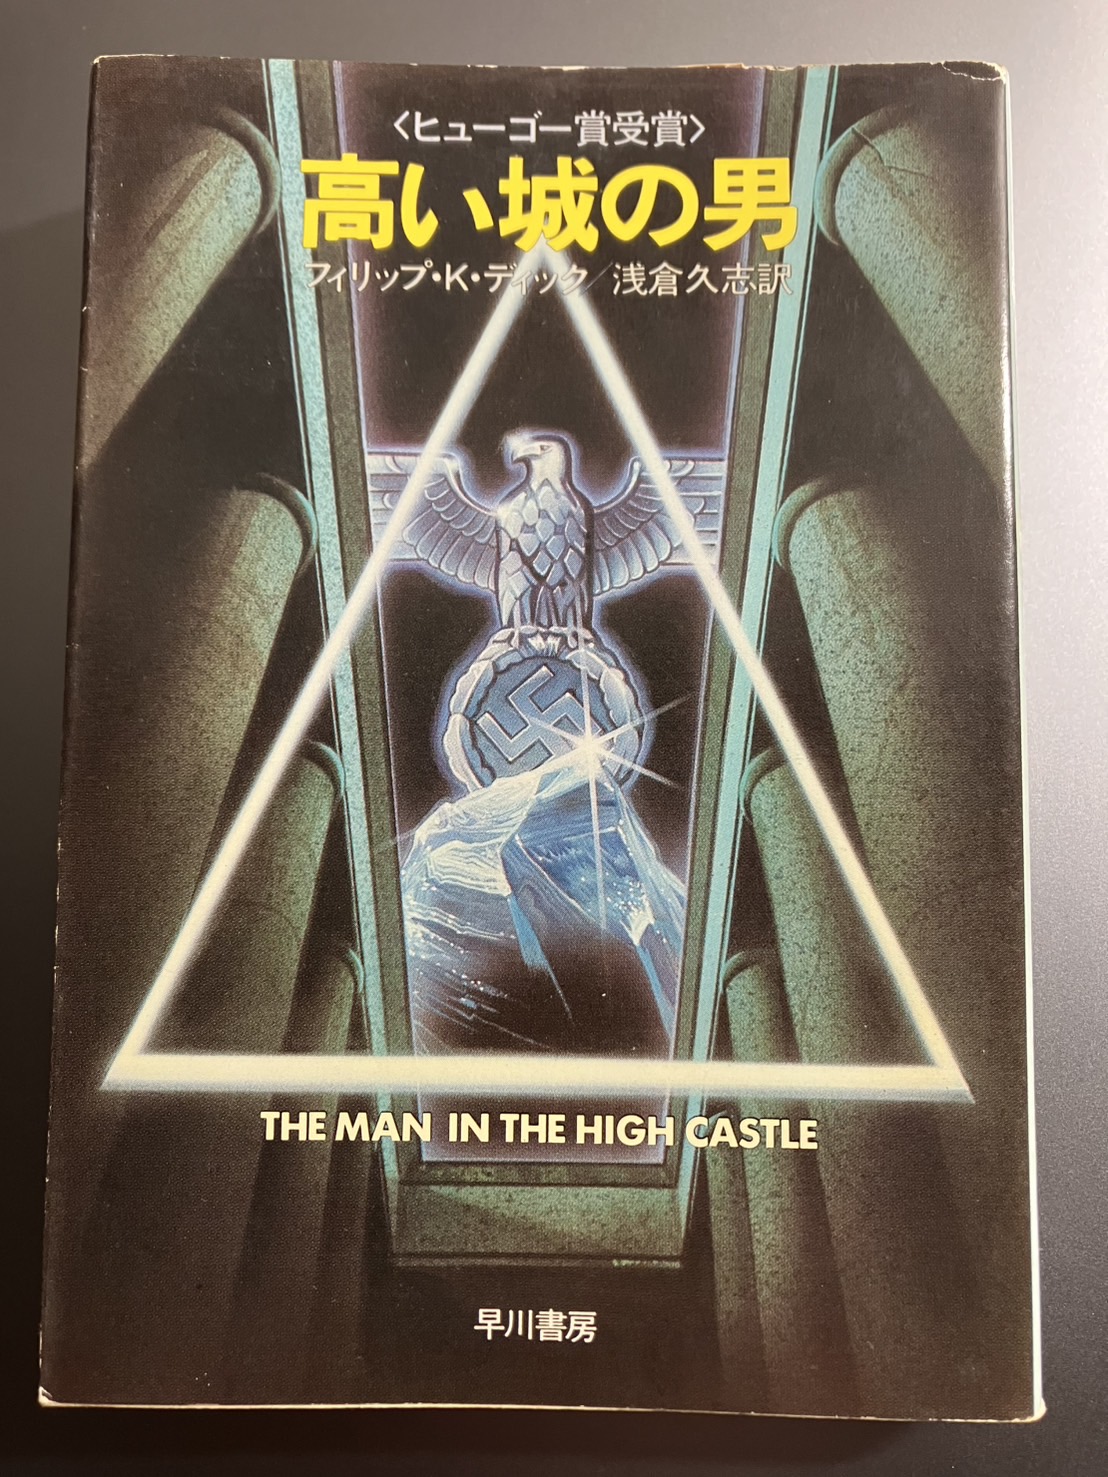 〈ヒューゴー賞受賞〉
高い城の男
フィリップ・K・ディック／浅倉久志訳
THE MAN IN THE HIGH CASTLE
早川書房